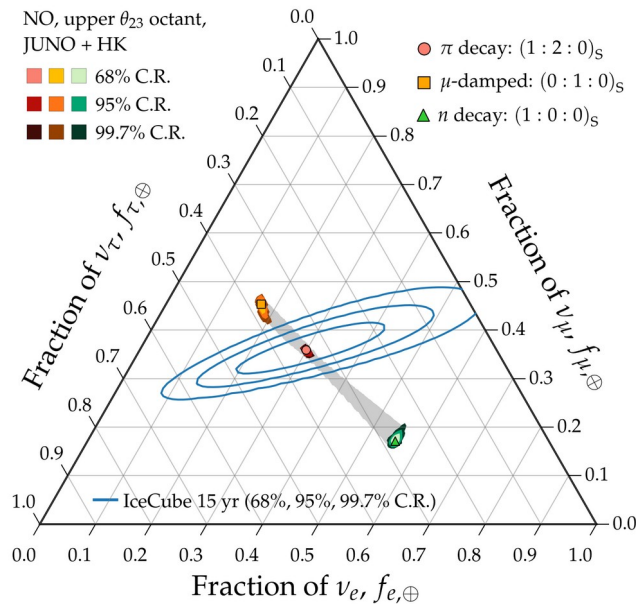 NO, upper θ₂₃ octant,
JUNO + HK
68% C.R.
95% C.R.
99.7% C.R.
π decay: (1 : 2 : 0)S
μ-damped: (0 : 1 : 0)S
n decay: (1 : 0 : 0)S
Fraction of ντ, fτ,⊕
0.0
0.1
0.2
0.3
0.4
0.5
0.6
0.7
0.8
0.9
1.0
Fraction of νμ, fμ,⊕
1.0
0.9
0.8
0.7
0.6
0.5
0.4
0.3
0.2
0.1
0.0
IceCube 15 yr (68%, 95%, 99.7% C.R.)
0.0 0.1 0.2 0.3 0.4 0.5 0.6 0.7 0.8 0.9 1.0
Fraction of νe, fe,⊕